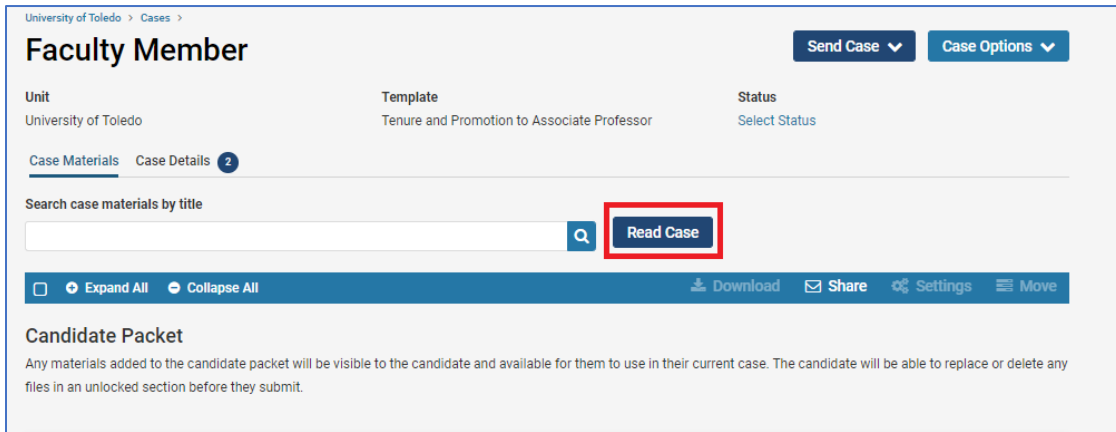 University of Toledo > Cases >
Faculty Member
Send Case
Case Options
Unit
Template
Status
University of Toledo
Tenure and Promotion to Associate Professor
Select Status
Case Materials
Case Details 2
Search case materials by title
Read Case
Expand All
Collapse All
Download
Share
Settings
Move
Candidate Packet
Any materials added to the candidate packet will be visible to the candidate and available for them to use in their current case. The candidate will be able to replace or delete any
files in an unlocked section before they submit.